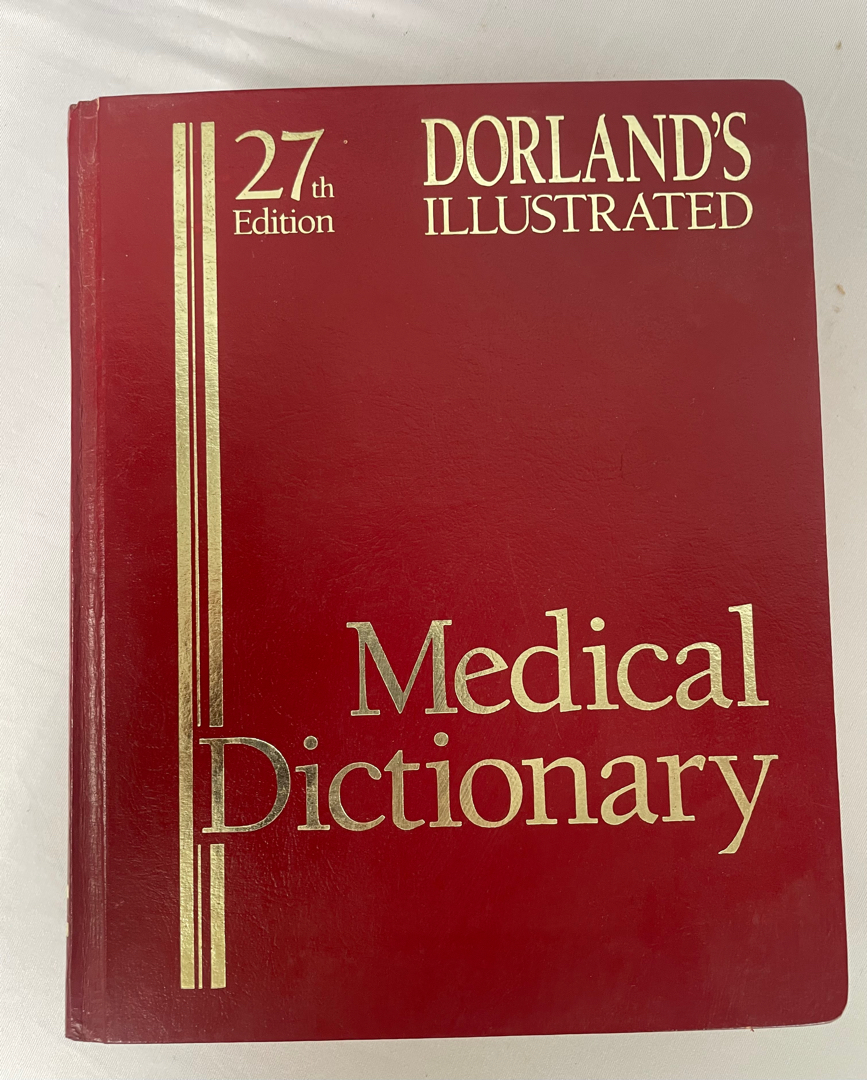 27th
Edition
DORLAND'S
ILLUSTRATED
Medical
Dictionary